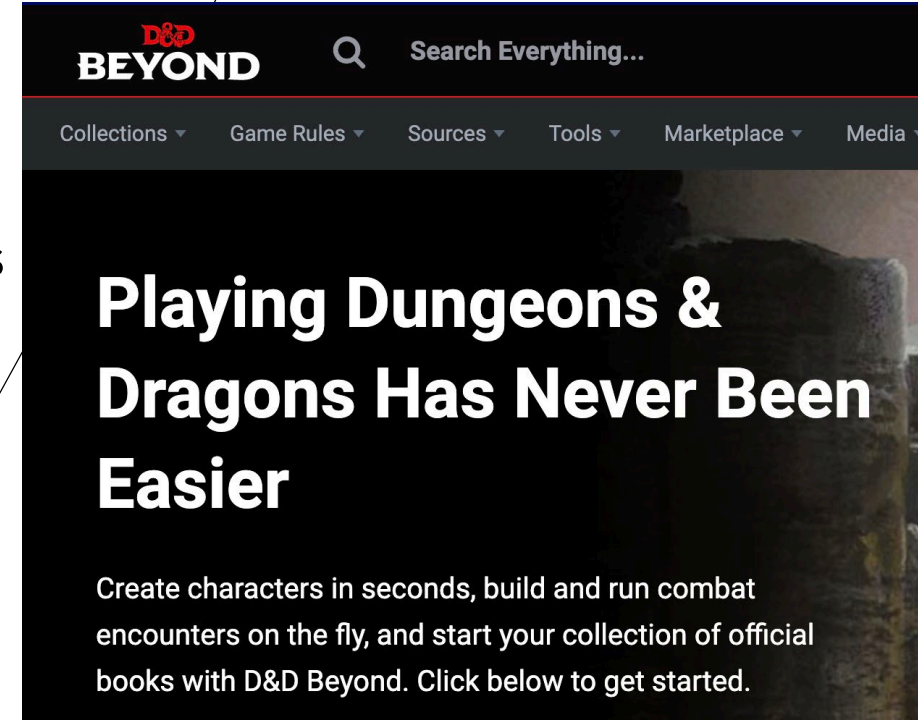 D&D
BEYOND
Search Everything...
Collections
Game Rules
Sources
Tools
Marketplace
Media
s
Playing Dungeons &
Dragons Has Never Been
Easier
Create characters in seconds, build and run combat
encounters on the fly, and start your collection of official
books with D&D Beyond. Click below to get started.